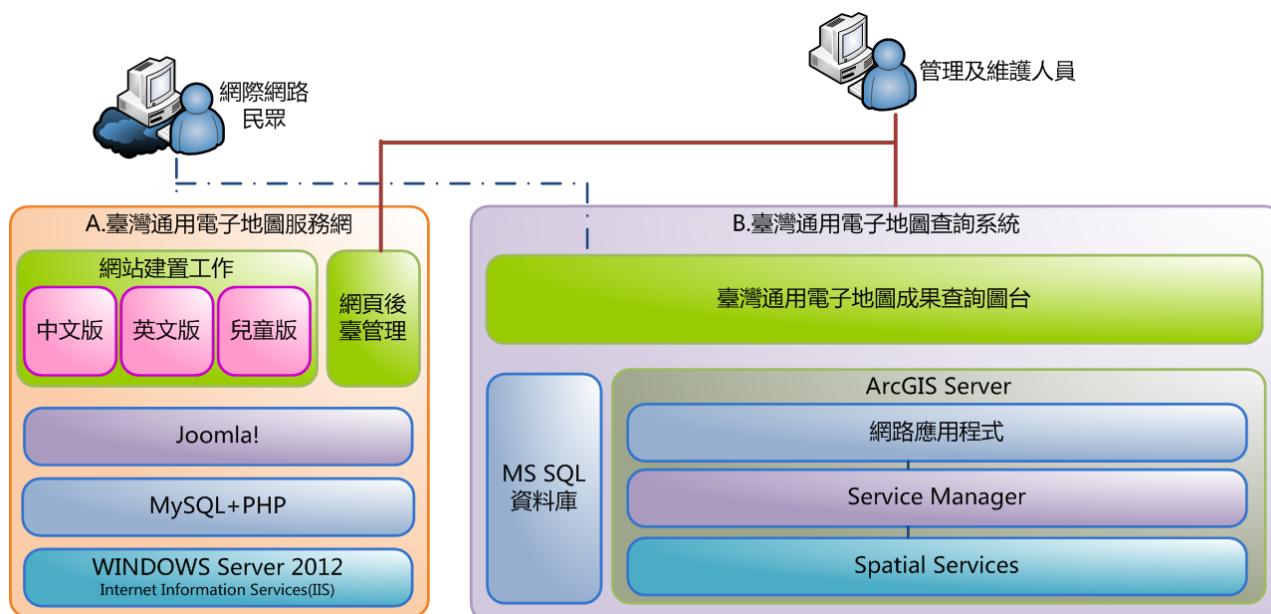 網際網路
民眾
管理及維護人員
A.臺灣通用電子地圖服務網
網站建置工作
中文版
英文版
兒童版
網頁後
臺管理
Joomla!
MySQL+PHP
WINDOWS Server 2012
Internet Information Services(IIS)
B.臺灣通用電子地圖查詢系統
臺灣通用電子地圖成果查詢圖台
MS SQL
資料庫
ArcGIS Server
網路應用程式
Service Manager
Spatial Services